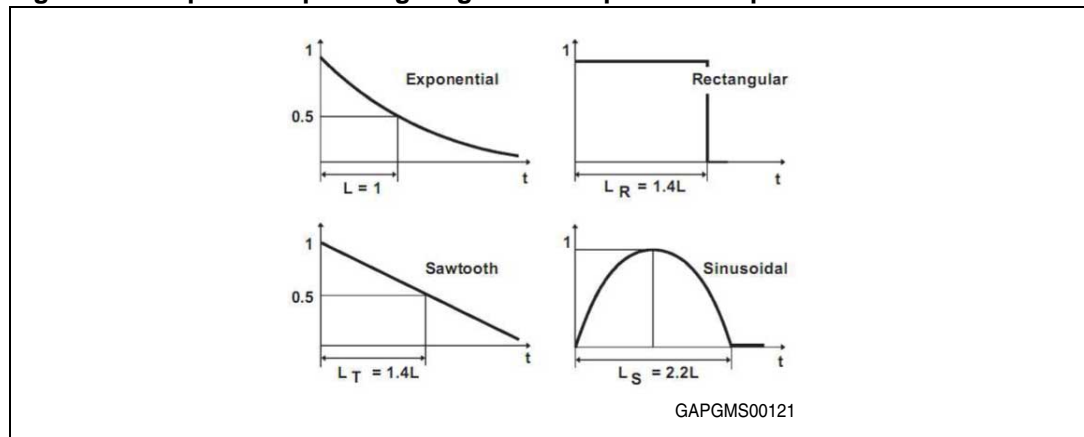 1
Exponential
0.5
t
L = 1
1
Rectangular
t
L R = 1.4L
1
Sawtooth
0.5
t
L T = 1.4L
1
Sinusoidal
t
L S = 2.2L
GAPGMS00121